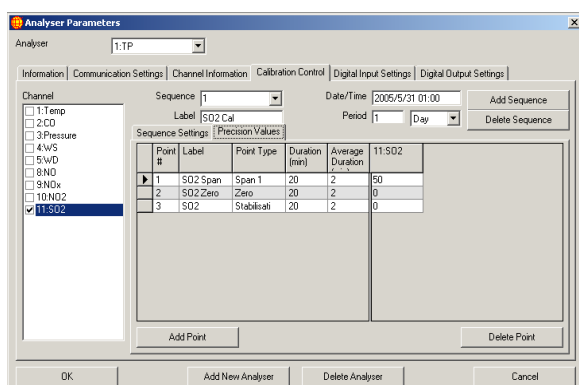 Analyser Parameters
Analyser 1:TP
Information Communication Settings Channel Information Calibration Control Digital Input Settings Digital Output Settings
Channel
1:Temp
2:CO
3:Pressure
4:WS
5:WD
8:NO
9:NOx
10:NO2
11:SO2
Sequence 1 Date/Time 2005/5/31 01:00 Add Sequence
Label SO2 Cal Period 1 Day Delete Sequence
Sequence Settings Precision Values
Point # Label Point Type Duration (min) Average Duration 11:SO2
1 SO2 Span Span 1 20 2 50
2 SO2 Zero Zero 20 2 0
3 SO2 Stabilisati 20 2 0
Add Point Delete Point
OK Add New Analyser Delete Analyser Cancel